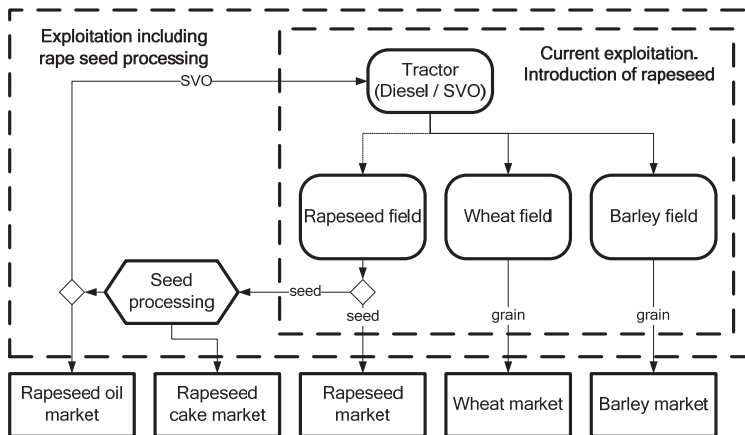 Exploitation including
rape seed processing
Current exploitation.
Introduction of rapeseed
Tractor
(Diesel / SVO)
SVO
Rapeseed field
Wheat field
Barley field
Seed
processing
seed
seed
grain
grain
Rapeseed oil
market
Rapeseed
cake market
Rapeseed
market
Wheat market
Barley market